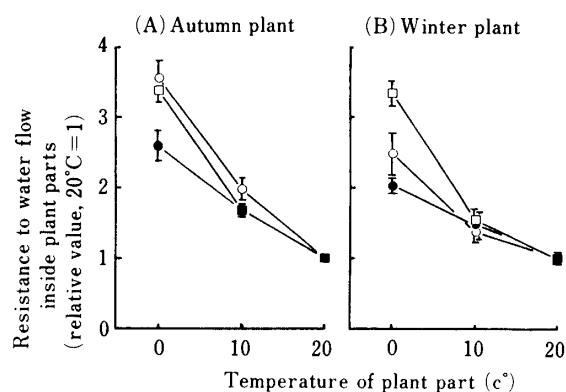 (A) Autumn plant
(B) Winter plant
Resistance to water flow
inside plant parts
(relative value, 20°C=1)
4
3
2
1
0
0 10 20
0 10 20
Temperature of plant part (c°)